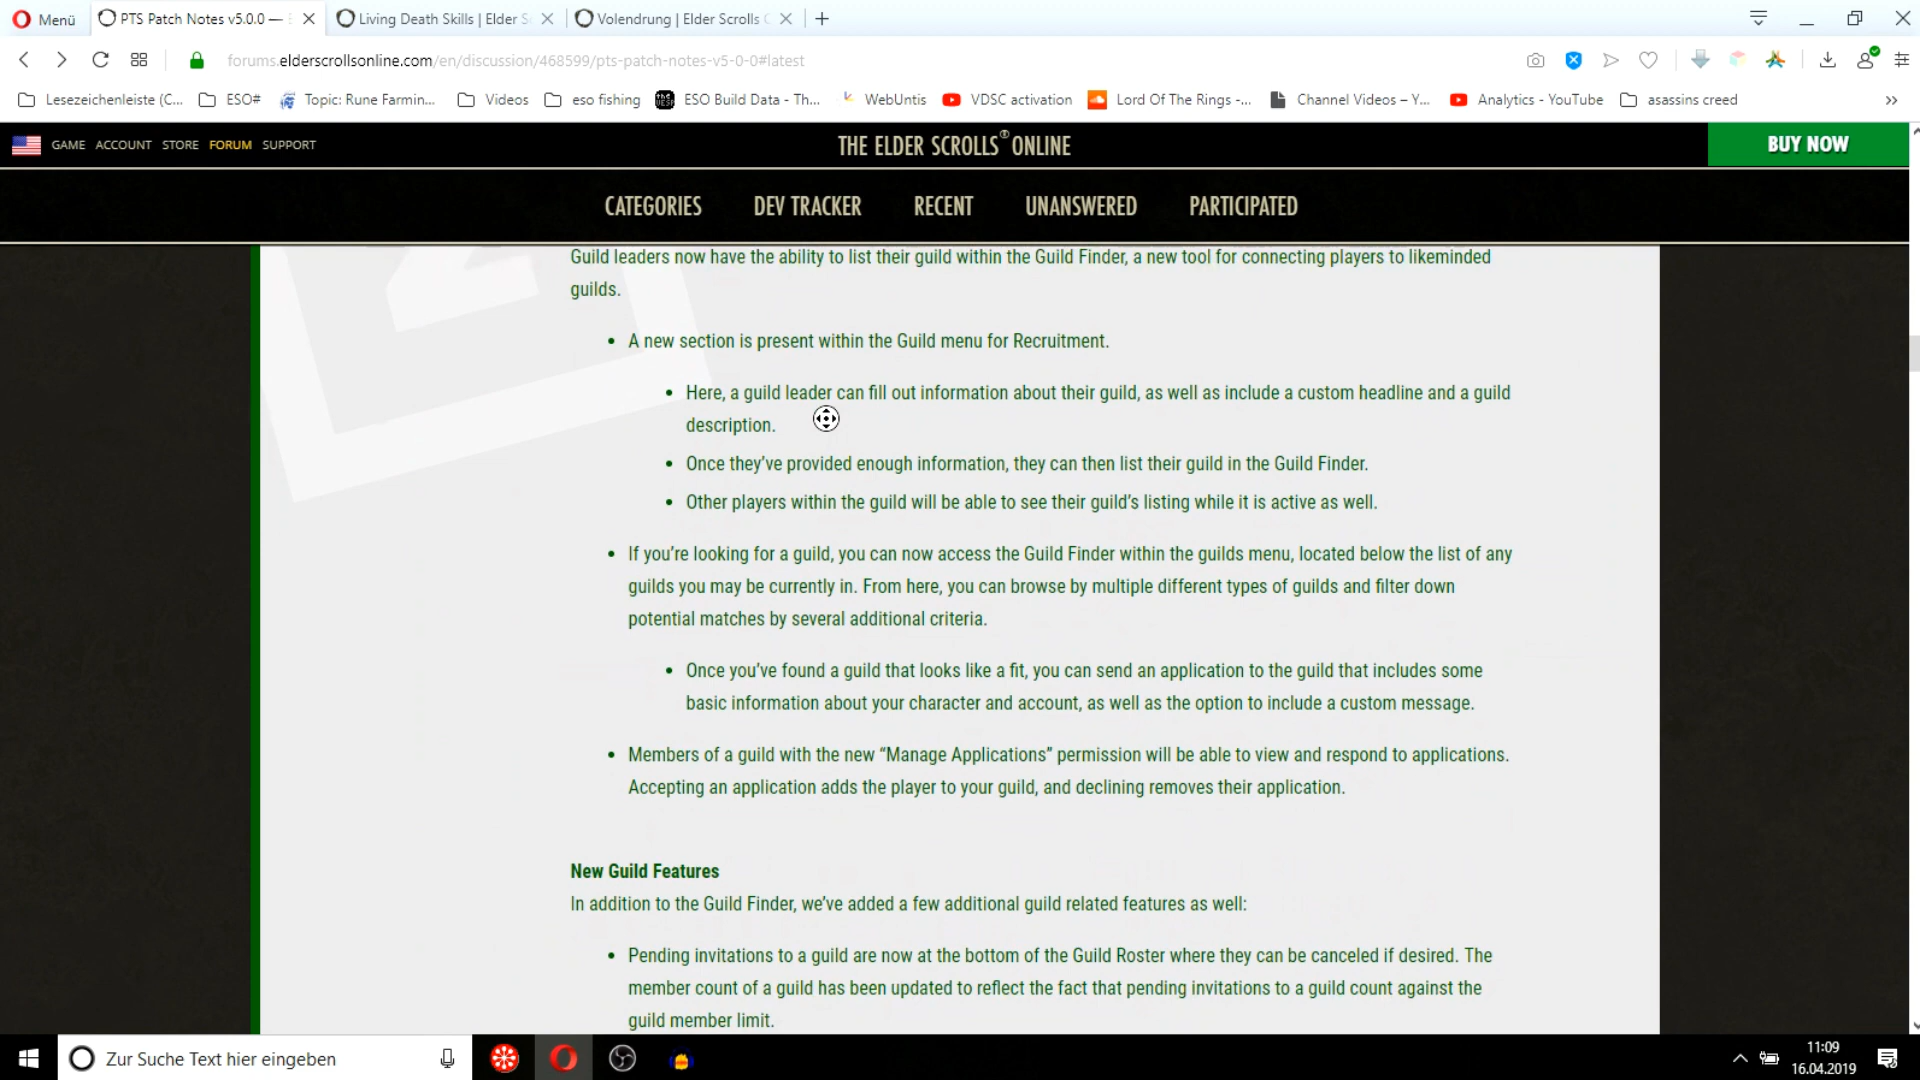 Menü
PTS Patch Notes v5.0.0 —
Living Death Skills | Elder S
Volendrung | Elder Scrolls
forums.elderscrollsonline.com/en/discussion/468599/pts-patch-notes-v5-0-0#latest
Lesezeichenleiste (C... ESO# Topic: Rune Farmin... Videos eso fishing ESO Build Data - Th... WebUntis VDSC activation Lord Of The Rings -... Channel Videos – Y... Analytics - YouTube asassins creed
GAME ACCOUNT STORE FORUM SUPPORT
THE ELDER SCROLLS® ONLINE
BUY NOW
CATEGORIES DEV TRACKER RECENT UNANSWERED PARTICIPATED
Guild leaders now have the ability to list their guild within the Guild Finder, a new tool for connecting players to likeminded
guilds.
• A new section is present within the Guild menu for Recruitment.
• Here, a guild leader can fill out information about their guild, as well as include a custom headline and a guild
description.
• Once they’ve provided enough information, they can then list their guild in the Guild Finder.
• Other players within the guild will be able to see their guild’s listing while it is active as well.
• If you’re looking for a guild, you can now access the Guild Finder within the guilds menu, located below the list of any
guilds you may be currently in. From here, you can browse by multiple different types of guilds and filter down
potential matches by several additional criteria.
• Once you’ve found a guild that looks like a fit, you can send an application to the guild that includes some
basic information about your character and account, as well as the option to include a custom message.
• Members of a guild with the new “Manage Applications” permission will be able to view and respond to applications.
Accepting an application adds the player to your guild, and declining removes their application.
New Guild Features
In addition to the Guild Finder, we’ve added a few additional guild related features as well:
• Pending invitations to a guild are now at the bottom of the Guild Roster where they can be canceled if desired. The
member count of a guild has been updated to reflect the fact that pending invitations to a guild count against the
guild member limit.
Zur Suche Text hier eingeben
11:09
16.04.2019